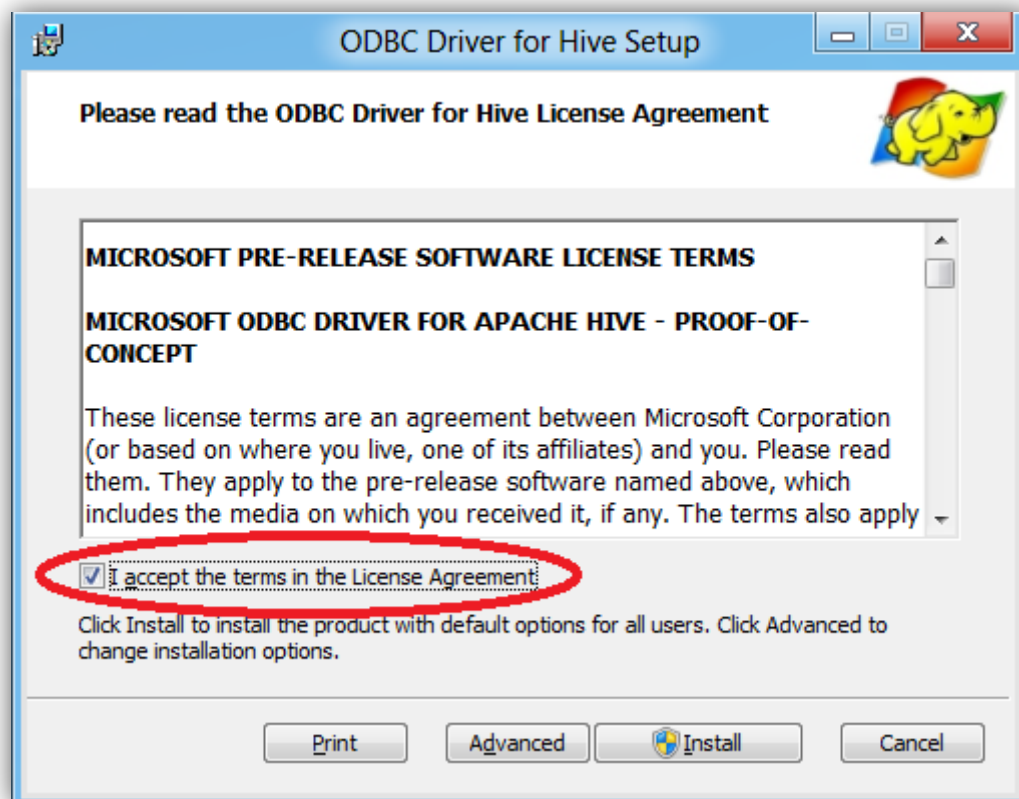 ODBC Driver for Hive Setup
Please read the ODBC Driver for Hive License Agreement
MICROSOFT PRE-RELEASE SOFTWARE LICENSE TERMS
MICROSOFT ODBC DRIVER FOR APACHE HIVE - PROOF-OF-
CONCEPT
These license terms are an agreement between Microsoft Corporation
(or based on where you live, one of its affiliates) and you. Please read
them. They apply to the pre-release software named above, which
includes the media on which you received it, if any. The terms also apply
I accept the terms in the License Agreement
Click Install to install the product with default options for all users. Click Advanced to
change installation options.
Print Advanced Install Cancel